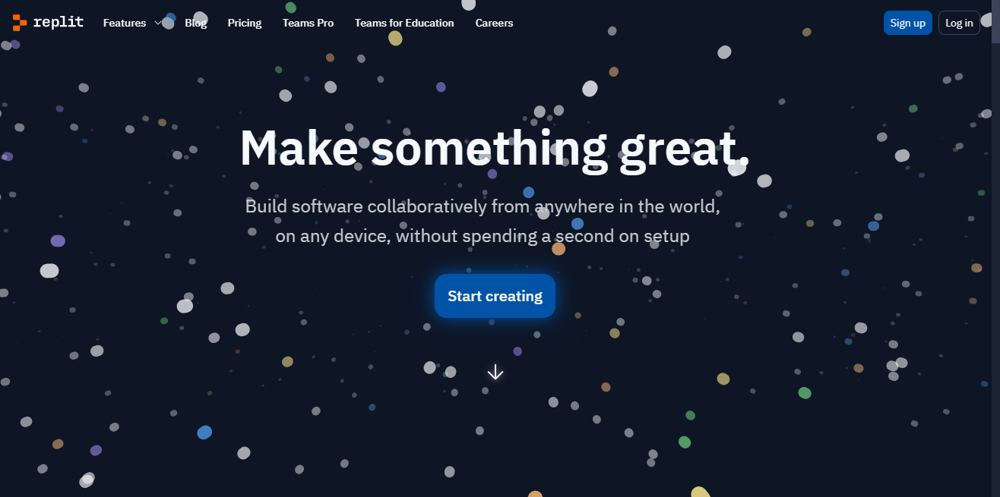 replit Features Blog Pricing Teams Pro Teams for Education Careers Sign up Log in
Make something great.
Build software collaboratively from anywhere in the world,
on any device, without spending a second on setup
Start creating